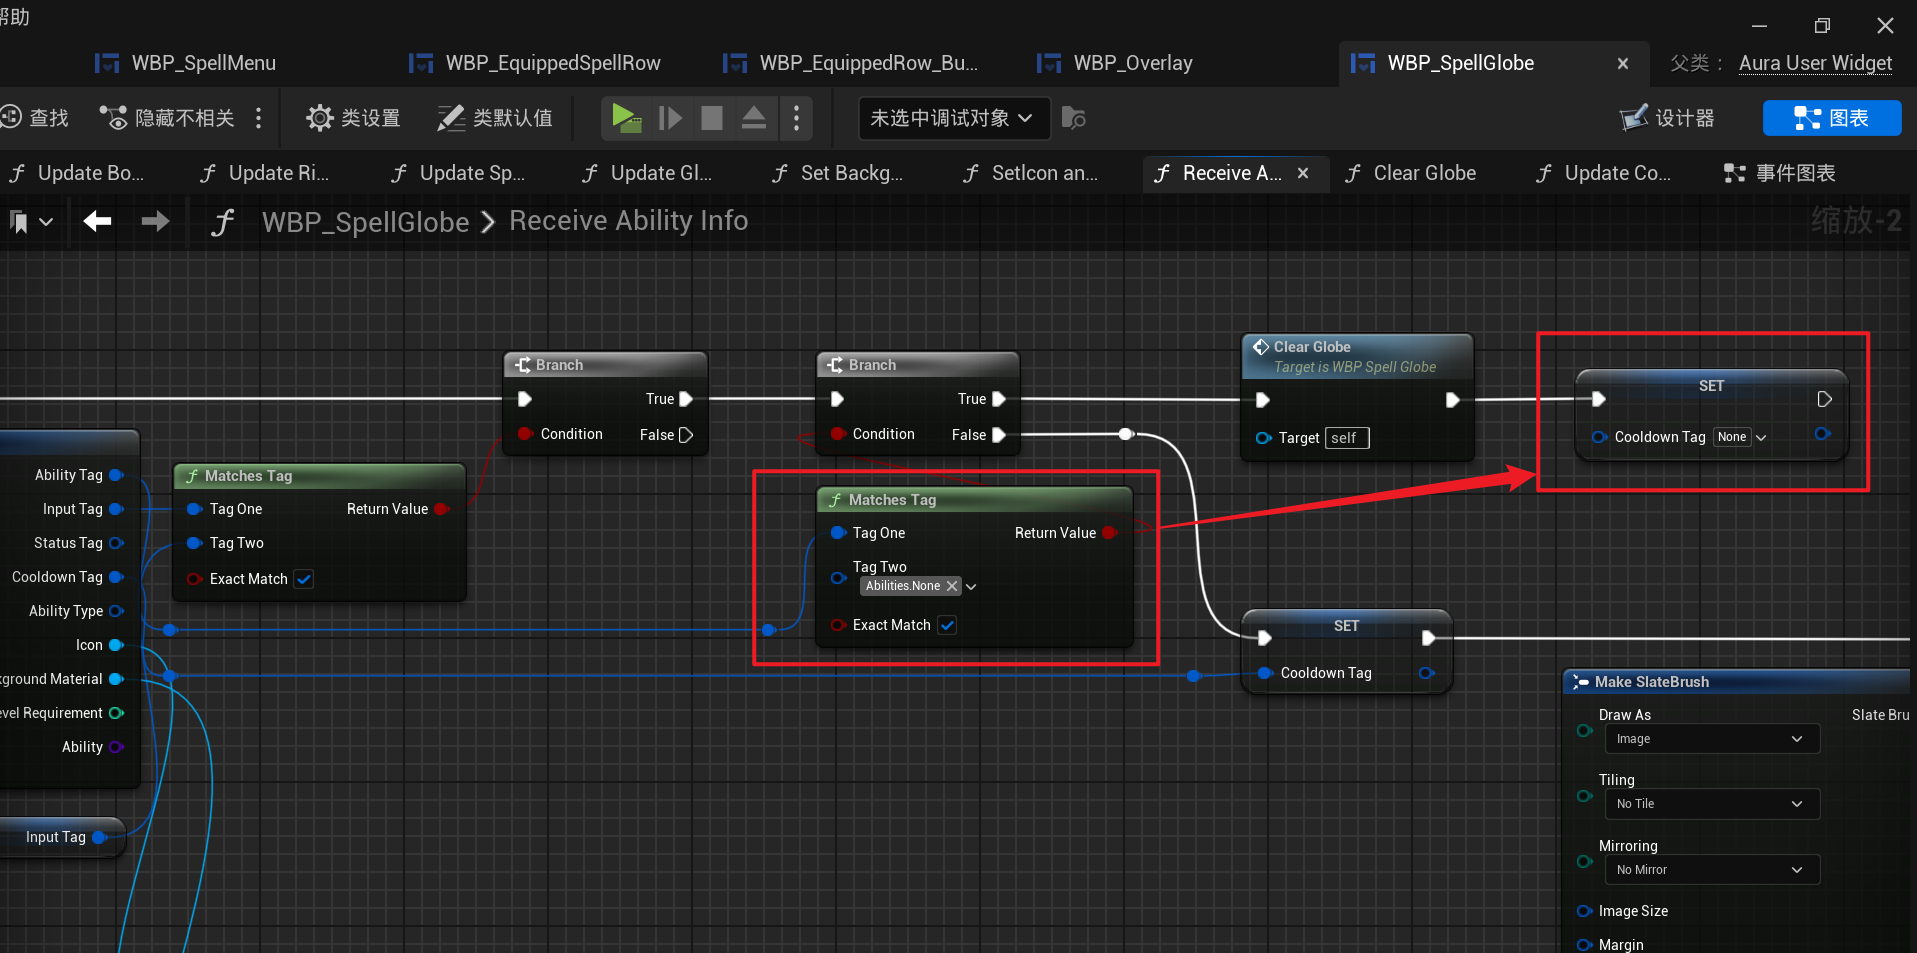 帮助
WBP_SpellMenu
WBP_EquippedSpellRow
WBP_EquippedRow_Bu...
WBP_Overlay
WBP_SpellGlobe
父类： Aura User Widget
查找
隐藏不相关
类设置
类默认值
未选中调试对象
设计器
图表
Update Bo...
Update Ri...
Update Sp...
Update Gl...
Set Backg...
SetIcon an...
Receive A...
Clear Globe
Update Co...
事件图表
WBP_SpellGlobe > Receive Ability Info
缩放-2
Branch
True
Condition
False
Branch
True
Condition
False
Clear Globe
Target is WBP Spell Globe
Target self
SET
Cooldown Tag None
Ability Tag
Input Tag
Status Tag
Cooldown Tag
Ability Type
Icon
kground Material
evel Requirement
Ability
Input Tag
Matches Tag
Tag One
Return Value
Tag Two
Exact Match
Matches Tag
Tag One
Return Value
Tag Two
Abilities.None
Exact Match
SET
Cooldown Tag
Make SlateBrush
Draw As
Slate Bru
Image
Tiling
No Tile
Mirroring
No Mirror
Image Size
Margin